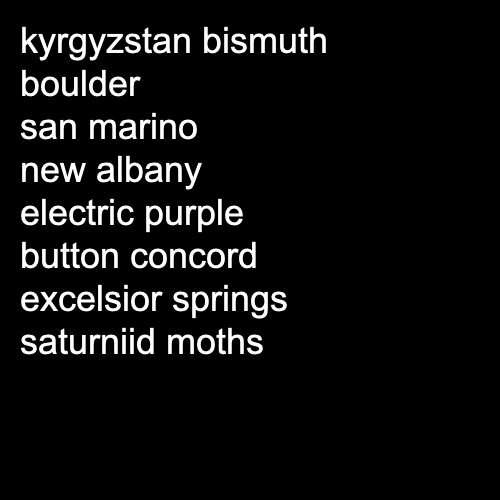 kyrgyzstan bismuth
boulder
san marino
new albany
electric purple
button concord
excelsior springs
saturniid moths